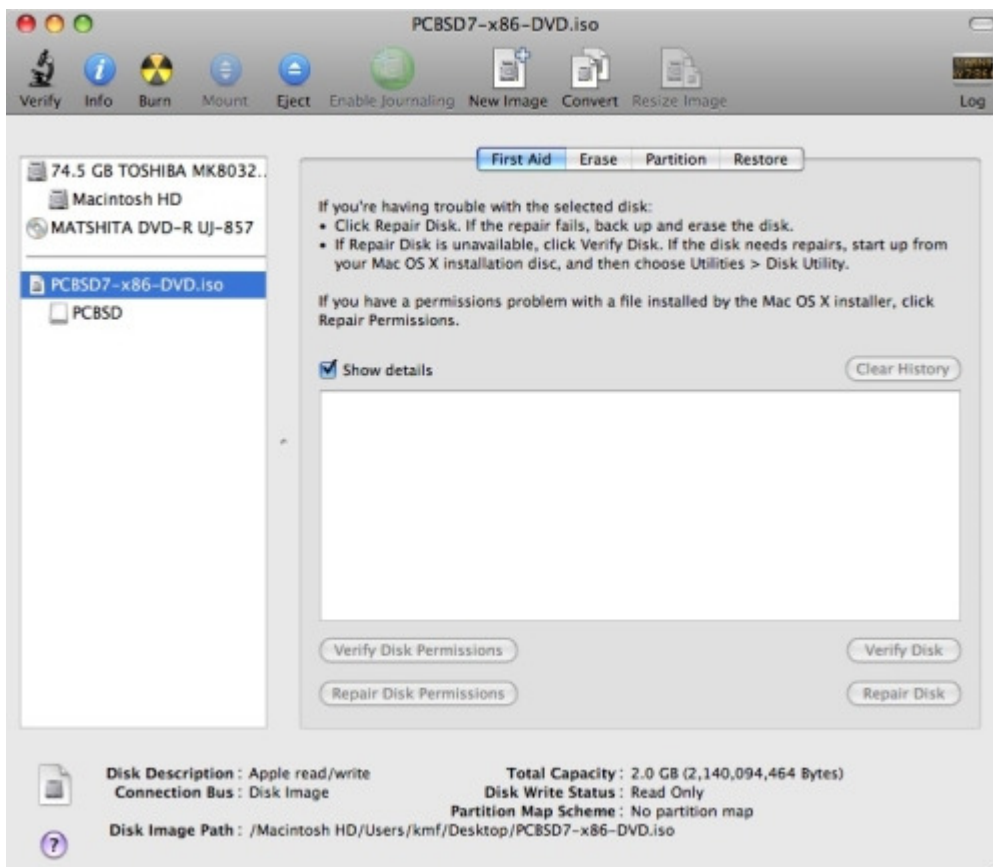 PCBSD7-x86-DVD.iso
Verify Info Burn Mount Eject Enable Journaling New Image Convert Resize Image Log
74.5 GB TOSHIBA MK8032..
Macintosh HD
MATSHITA DVD-R UJ-857
PCBSD7-x86-DVD.iso
PCBSD
First Aid Erase Partition Restore
If you're having trouble with the selected disk:
• Click Repair Disk. If the repair fails, back up and erase the disk.
• If Repair Disk is unavailable, click Verify Disk. If the disk needs repairs, start up from
your Mac OS X installation disc, and then choose Utilities > Disk Utility.
If you have a permissions problem with a file installed by the Mac OS X installer, click
Repair Permissions.
Show details
Clear History
Verify Disk Permissions
Verify Disk
Repair Disk Permissions
Repair Disk
Disk Description : Apple read/write
Connection Bus : Disk Image
Total Capacity : 2.0 GB (2,140,094,464 Bytes)
Disk Write Status : Read Only
Partition Map Scheme : No partition map
Disk Image Path : /Macintosh HD/Users/kmf/Desktop/PCBSD7-x86-DVD.iso
?